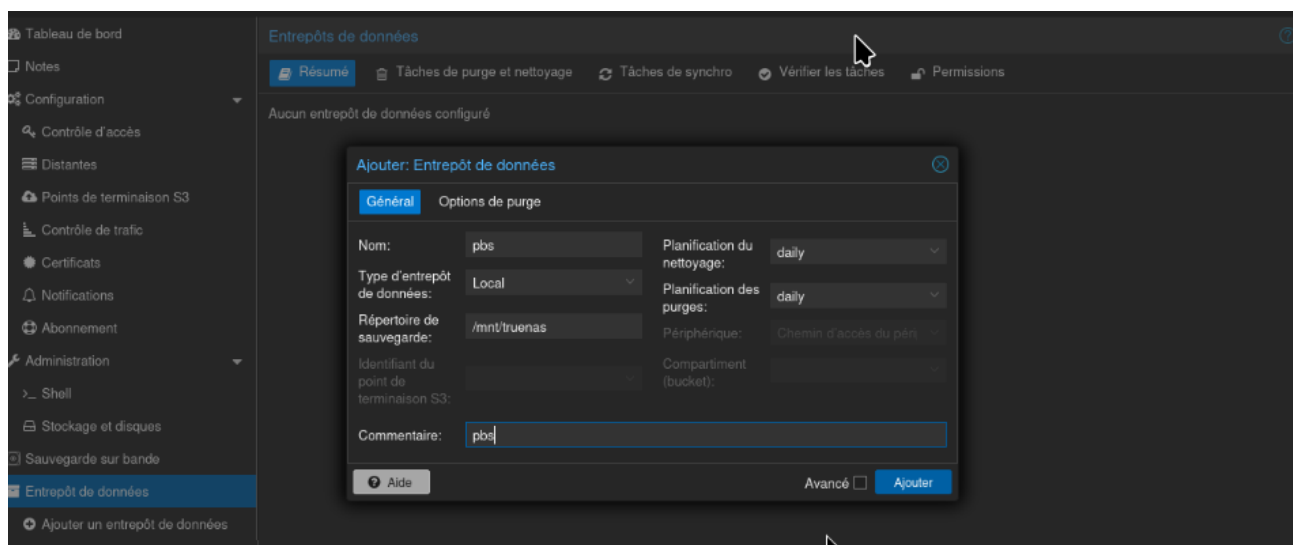 Tableau de bord
Notes
Configuration
Contrôle d'accès
Distantes
Points de terminaison S3
Contrôle de trafic
Certificats
Notifications
Abonnement
Administration
>_ Shell
Stockage et disques
Sauvegarde sur bande
Entrepôt de données
Ajouter un entrepôt de données
Entrepôts de données
Résumé Tâches de purge et nettoyage Tâches de synchro Vérifier les tâches Permissions
Aucun entrepôt de données configuré
Ajouter: Entrepôt de données
Général Options de purge
Nom: pbs
Type d'entrepôt
de données: Local
Répertoire de
sauvegarde: /mnt/truenas
Identifiant du
point de
terminaison S3:
Planification du
nettoyage: daily
Planification des
purges: daily
Périphérique: Chemin d'accès du péri
Compartiment
(bucket):
Commentaire: pbs
Aide
Avancé Ajouter